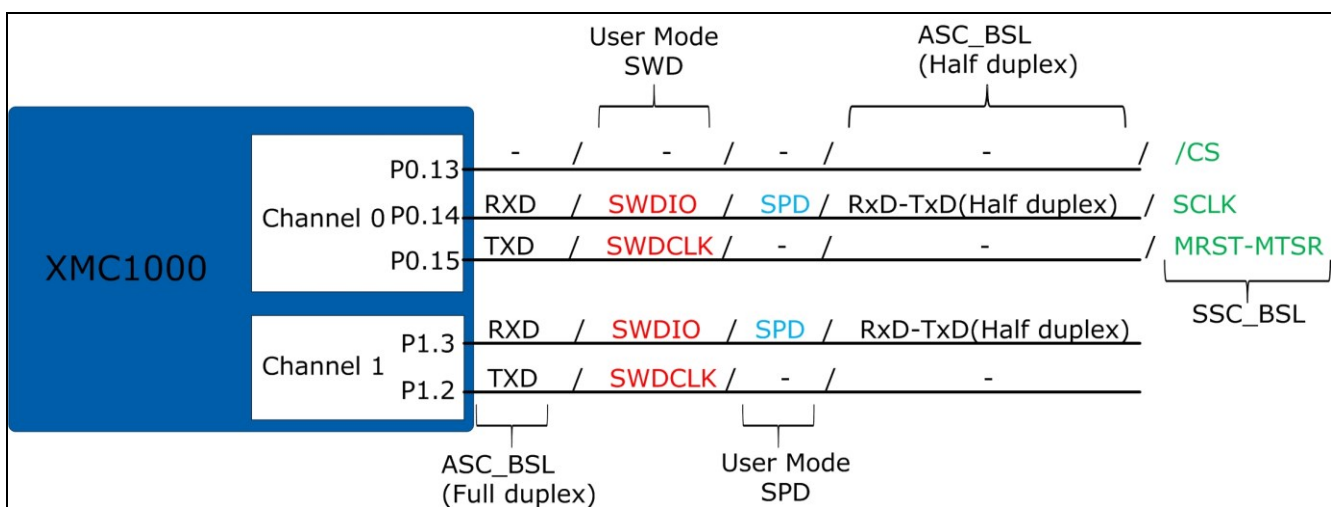 User Mode
SWD
ASC_BSL
(Half duplex)
XMC1000
Channel 0
P0.13 - / - / - / - / /CS
P0.14 RXD / SWDIO / SPD / RxD-TxD(Half duplex) / SCLK
P0.15 TXD / SWDCLK / - / - / MRST-MTSR
SSC_BSL
Channel 1
P1.3 RXD / SWDIO / SPD / RxD-TxD(Half duplex)
P1.2 TXD / SWDCLK / - / -
ASC_BSL
(Full duplex)
User Mode
SPD